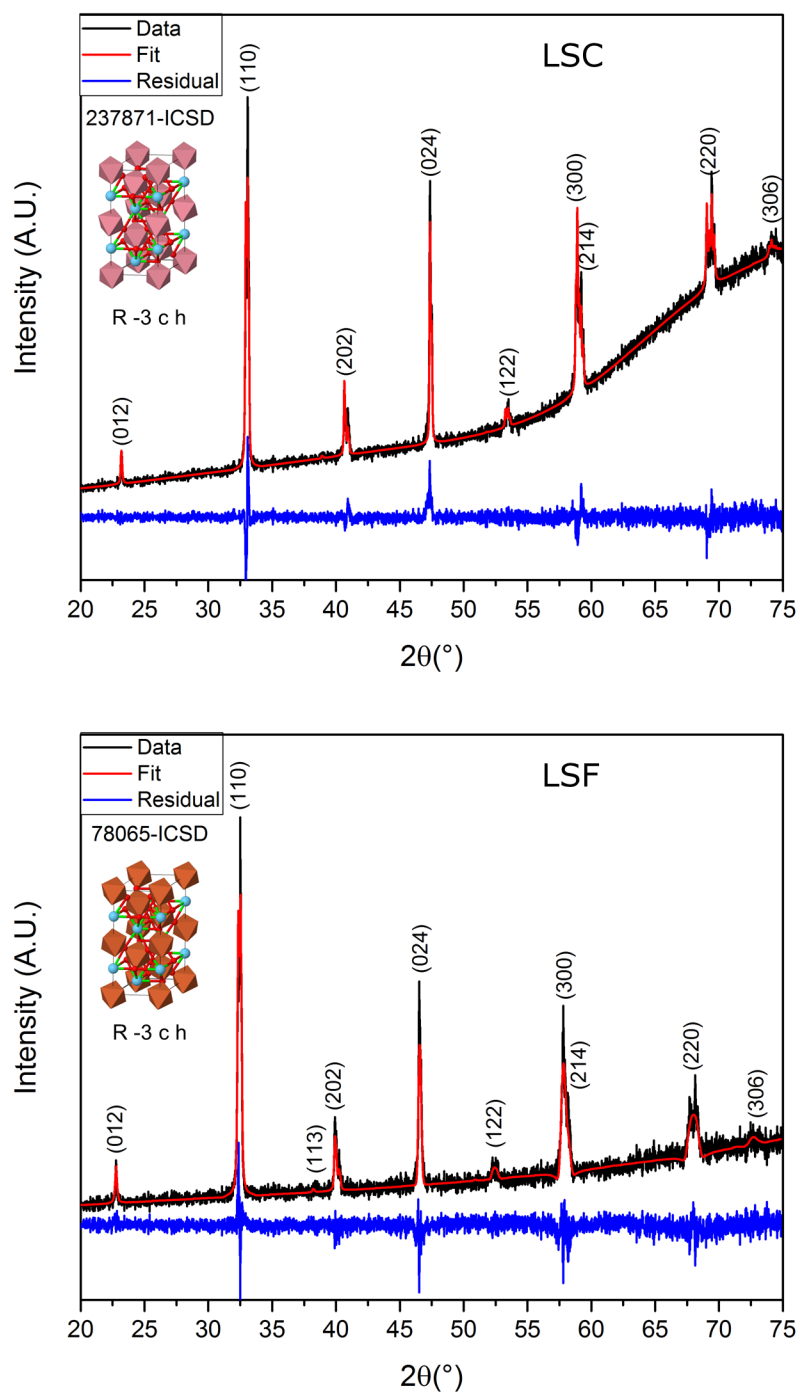 Data
Fit
Residual
237871-ICSD
R -3 c h
LSC
(012)
(110)
(202)
(024)
(122)
(300)
(214)
(220)
(306)
Intensity (A.U.)
20 25 30 35 40 45 50 55 60 65 70 75
2θ(°)
Data
Fit
Residual
78065-ICSD
R -3 c h
LSF
(012)
(110)
(113)
(202)
(024)
(122)
(300)
(214)
(220)
(306)
Intensity (A.U.)
20 25 30 35 40 45 50 55 60 65 70 75
2θ(°)